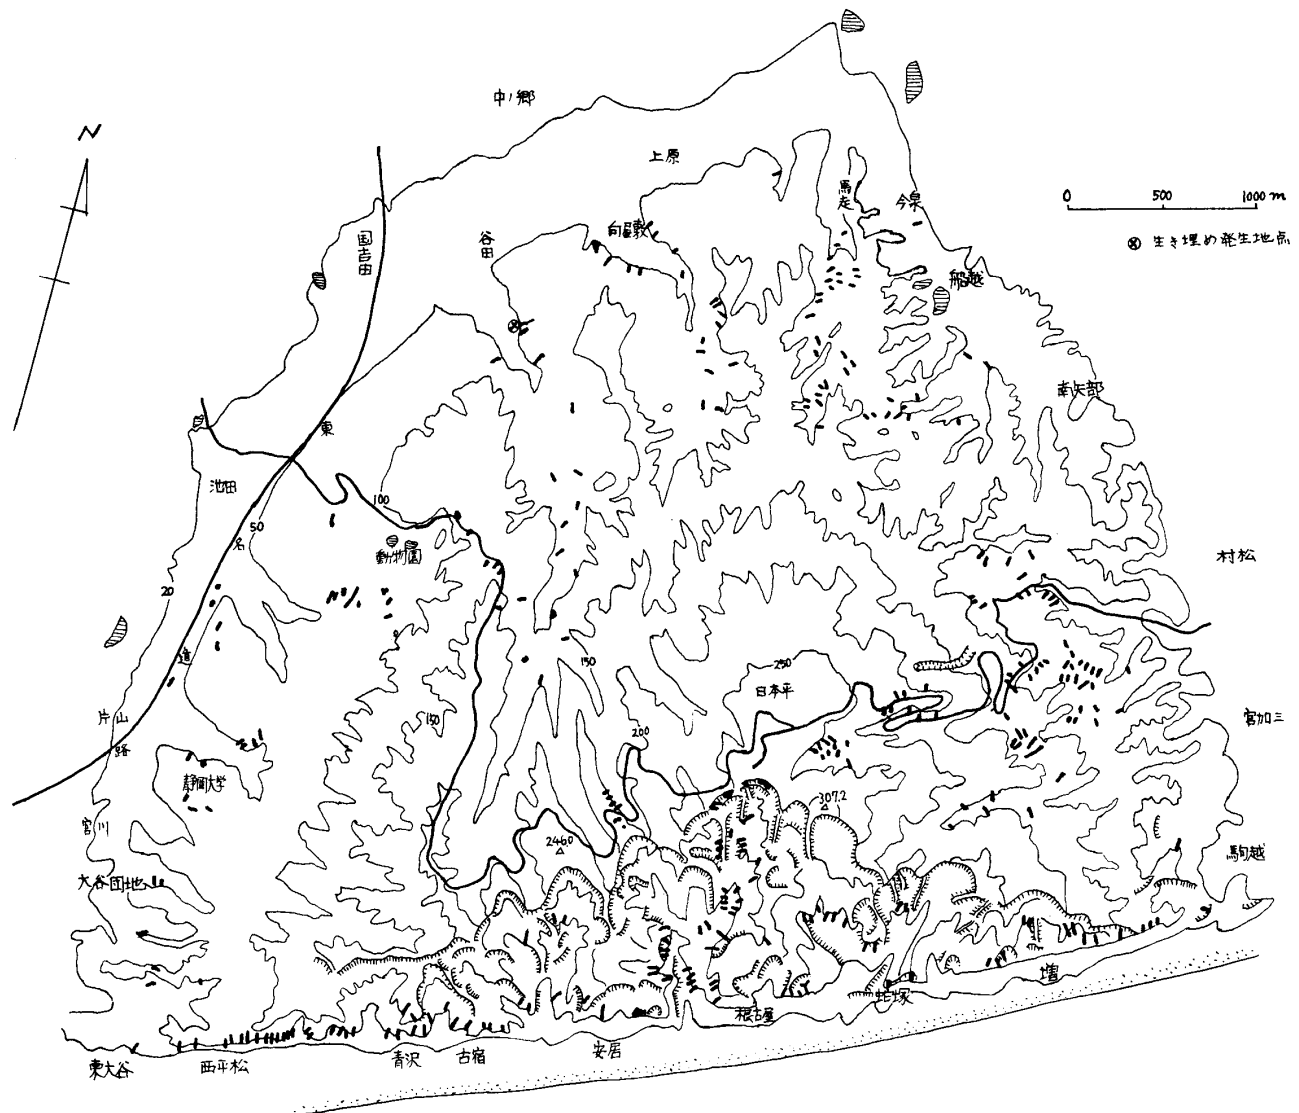 中ノ郷
N
上原
0 500 1000 m
⊗ 生き埋め発生地点
馬走
今泉
国吉田
谷田
向屋敷
船越
南矢部
東
池田
100
50
名
動物園
村松
20
150
250
日本平
道
150
200
宮加三
片山
路
静岡大学
307.2
宮川
246.0
駒越
大谷団地
増
蛇塚
根古屋
東大谷
西平松
青沢
古宿
安居